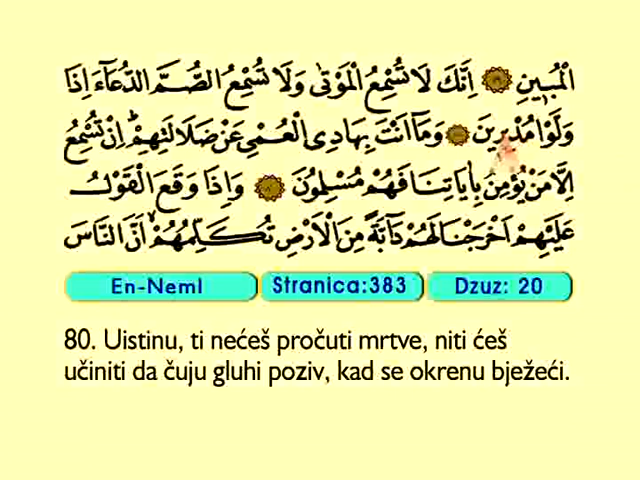 الْمُبِينِ اِنَّكَ لَا تُسْمِعُ الْمَوْتٰى وَلَا تُسْمِعُ الصُّمَّ الدُّعَٓاءَ اِذَا
وَلَّوْا مُدْبِرِينَ وَمَٓا اَنْتَ بِهَادِى الْعُمْىِ عَنْ ضَلَالَتِهِمْ اِنْ تُسْمِعُ
اِلَّا مَنْ يُؤْمِنُ بِاٰيَاتِنَا فَهُمْ مُسْلِمُونَ وَاِذَا وَقَعَ الْقَوْلُ
عَلَيْهِمْ اَخْرَجْنَا لَهُمْ دَٓابَّةً مِنَ الْاَرْضِ تُكَلِّمُهُمْ اَنَّ النَّاسَ
En-Neml Stranica:383 Dzuz: 20
80. Uistinu, ti nećeš pročuti mrtve, niti ćeš
učiniti da čuju gluhi poziv, kad se okrenu bježeći.